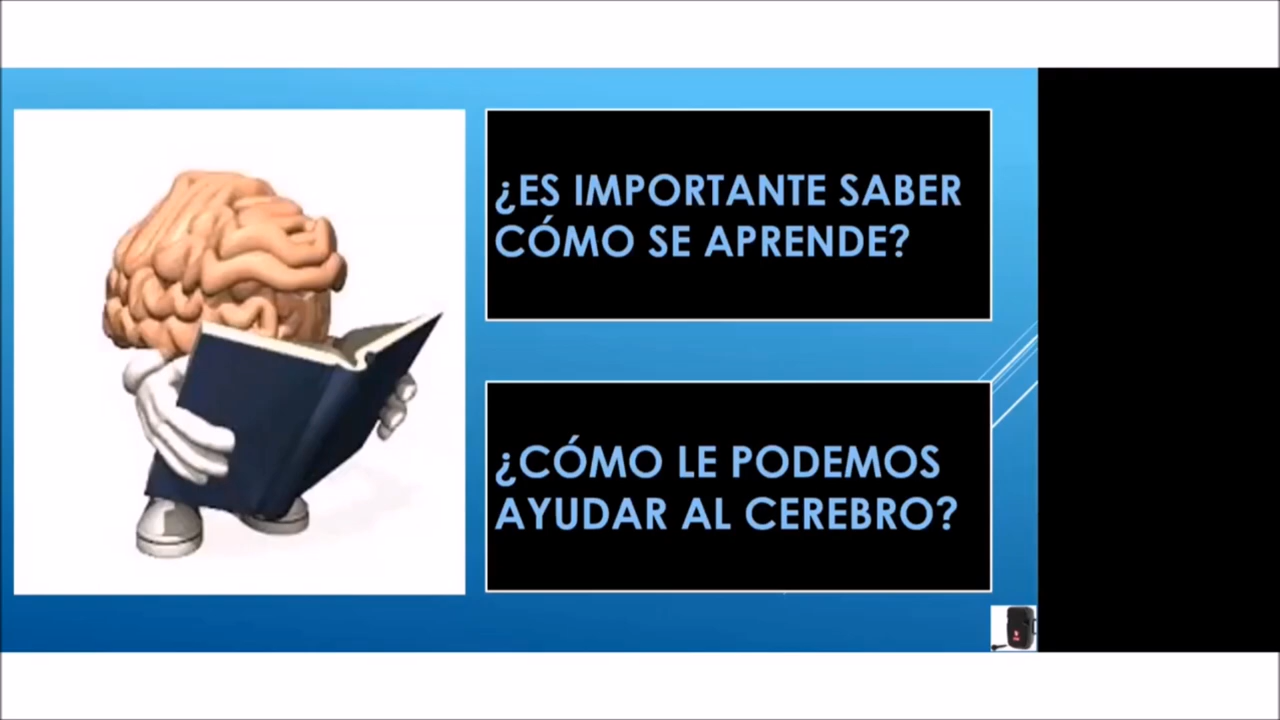 ¿ES IMPORTANTE SABER
CÓMO SE APRENDE?
¿CÓMO LE PODEMOS
AYUDAR AL CEREBRO?